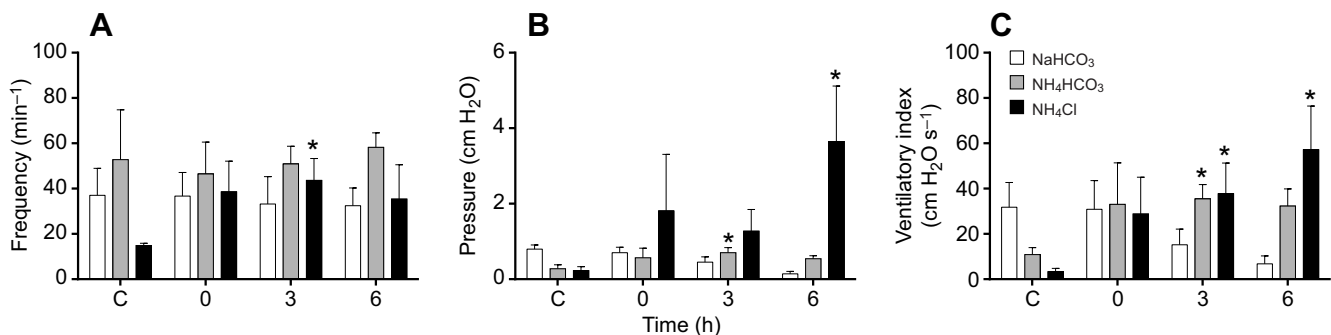 A
B
C
100
80
60
40
20
0
Frequency (min⁻¹)
*
C
0
3
6
6
4
2
0
Pressure (cm H₂O)
*
*
C
0
3
6
Time (h)
100
80
60
40
20
0
Ventilatory index
(cm H₂O s⁻¹)
NaHCO₃
NH₄HCO₃
NH₄Cl
*
*
*
C
0
3
6